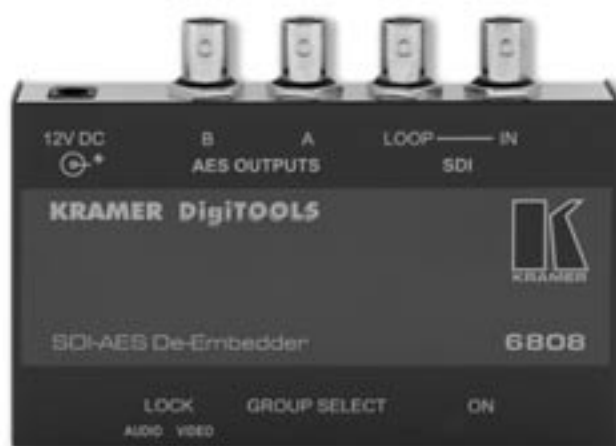 12V DC B A LOOP IN
AES OUTPUTS SDI
KRAMER DigiTOOLS
KRAMER
SDI-AES De-Embedder 6808
LOCK GROUP SELECT ON
AUDIO VIDEO